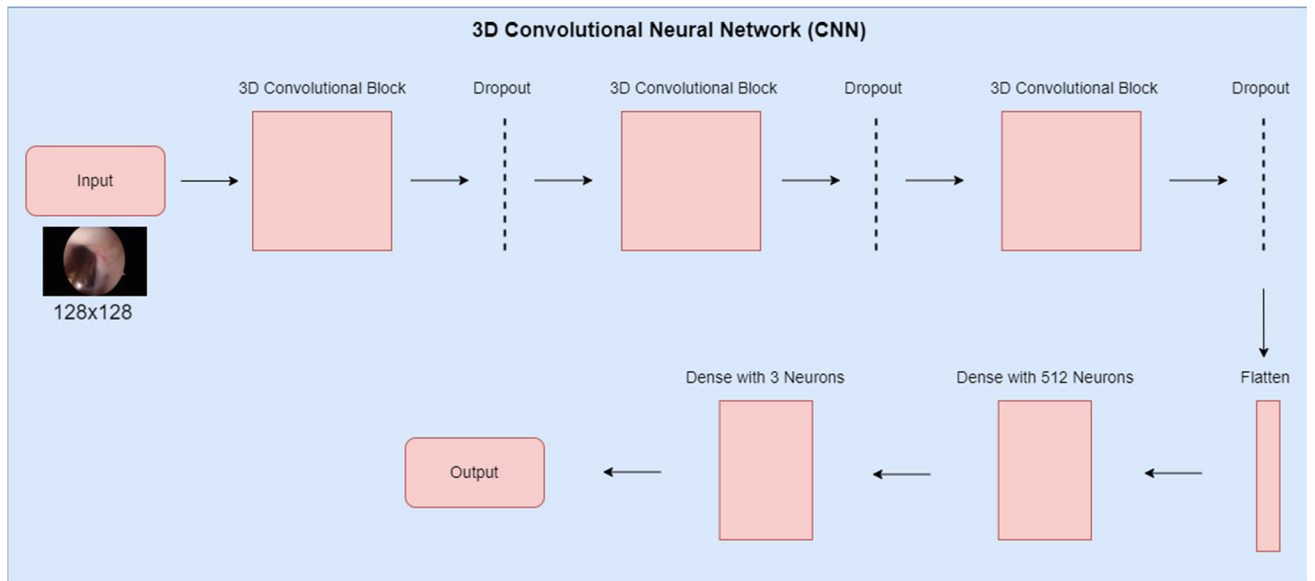 3D Convolutional Neural Network (CNN)
3D Convolutional Block
Dropout
3D Convolutional Block
Dropout
3D Convolutional Block
Dropout
Input
128x128
Dense with 3 Neurons
Dense with 512 Neurons
Flatten
Output